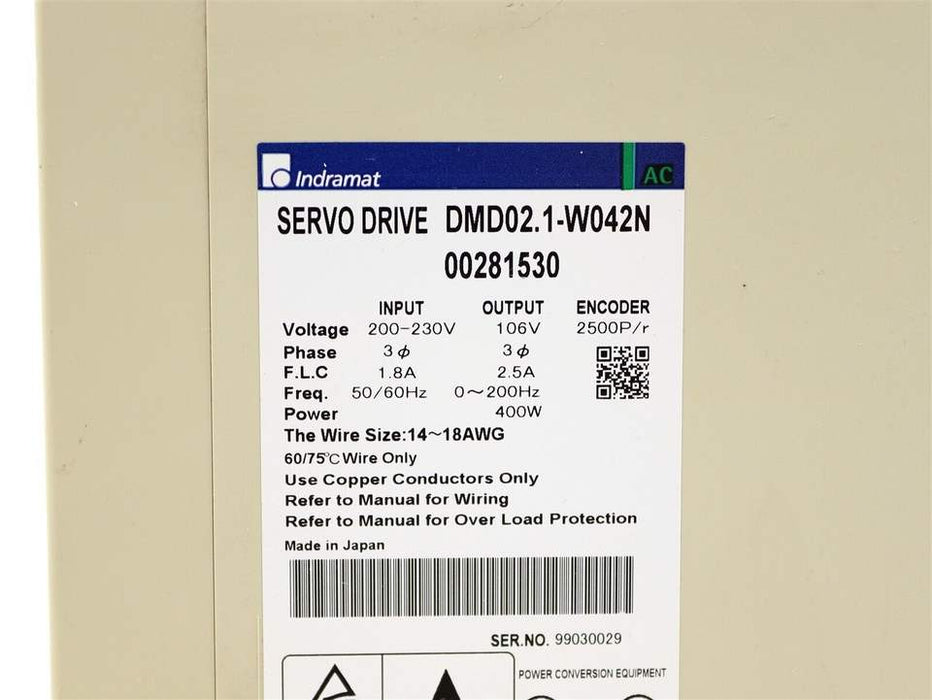 Indramat AC
SERVO DRIVE DMD02.1-W042N
00281530
INPUT OUTPUT ENCODER
Voltage 200-230V 106V 2500P/r
Phase 3ϕ 3ϕ
F.L.C 1.8A 2.5A
Freq. 50/60Hz 0~200Hz
Power 400W
The Wire Size:14~18AWG
60/75℃ Wire Only
Use Copper Conductors Only
Refer to Manual for Wiring
Refer to Manual for Over Load Protection
Made in Japan
SER.NO. 99030029
POWER CONVERSION EQUIPMENT